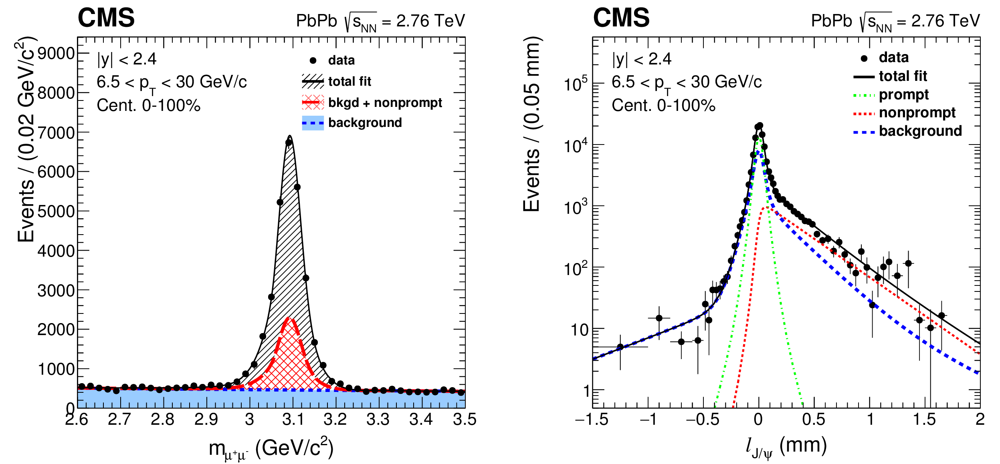 CMS
PbPb √sNN = 2.76 TeV
Events / (0.02 GeV/c²)
9000
8000
7000
6000
5000
4000
3000
2000
1000
0
|y| < 2.4
6.5 < pT < 30 GeV/c
Cent. 0-100%
data
total fit
bkgd + nonprompt
background
2.6 2.7 2.8 2.9 3 3.1 3.2 3.3 3.4 3.5
mμ⁺μ⁻ (GeV/c²)
CMS
PbPb √sNN = 2.76 TeV
Events / (0.05 mm)
10⁵
10⁴
10³
10²
10
1
|y| < 2.4
6.5 < pT < 30 GeV/c
Cent. 0-100%
data
total fit
prompt
nonprompt
background
−1.5 −1 −0.5 0 0.5 1 1.5 2
lJ/ψ (mm)